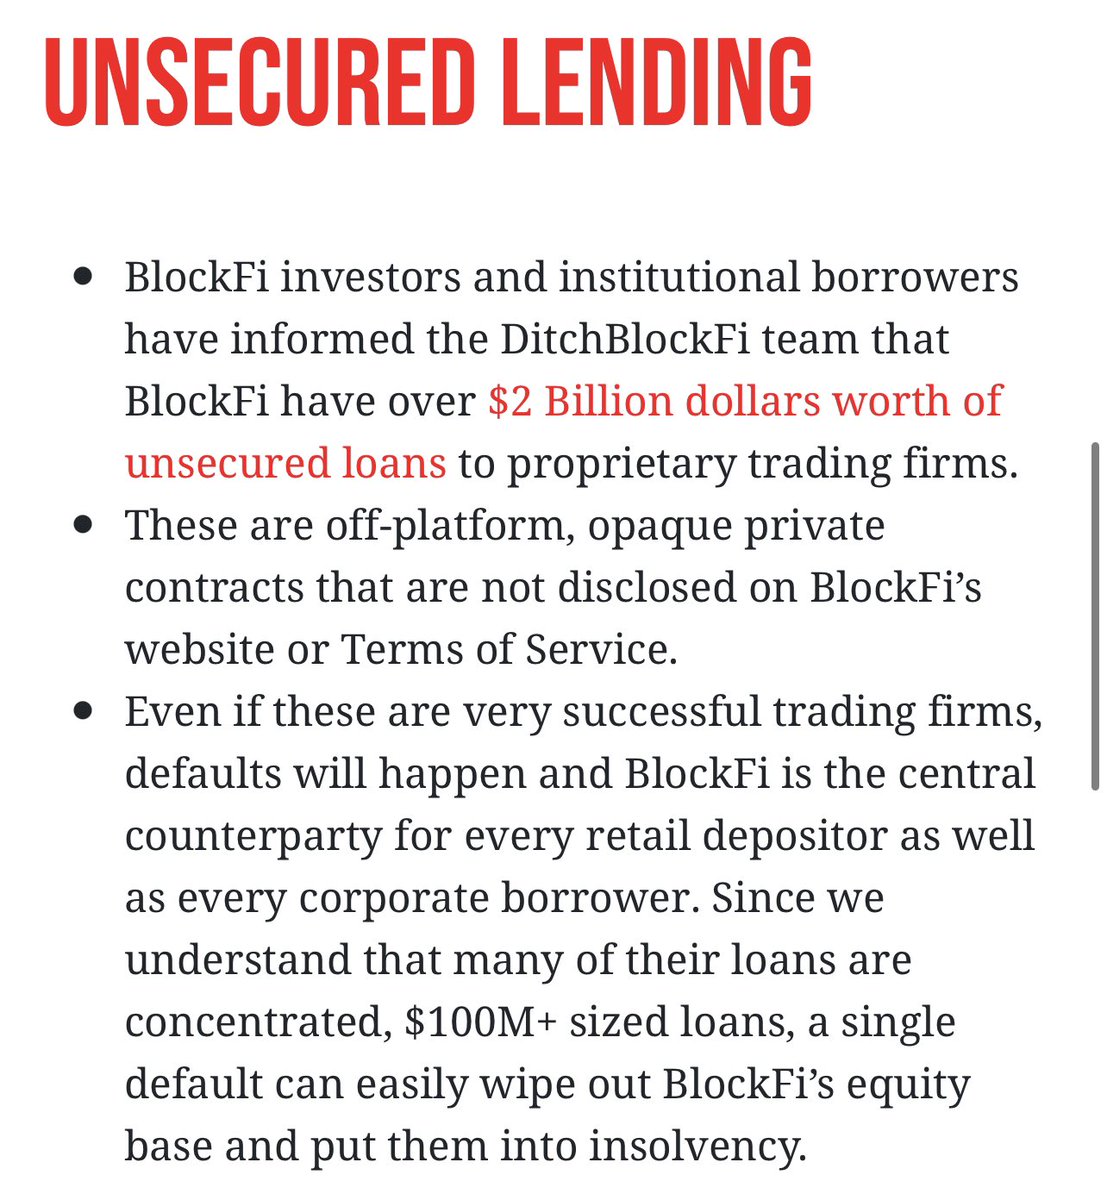 UNSECURED LENDING
• BlockFi investors and institutional borrowers
have informed the DitchBlockFi team that
BlockFi have over $2 Billion dollars worth of
unsecured loans to proprietary trading firms.
• These are off-platform, opaque private
contracts that are not disclosed on BlockFi’s
website or Terms of Service.
• Even if these are very successful trading firms,
defaults will happen and BlockFi is the central
counterparty for every retail depositor as well
as every corporate borrower. Since we
understand that many of their loans are
concentrated, $100M+ sized loans, a single
default can easily wipe out BlockFi’s equity
base and put them into insolvency.